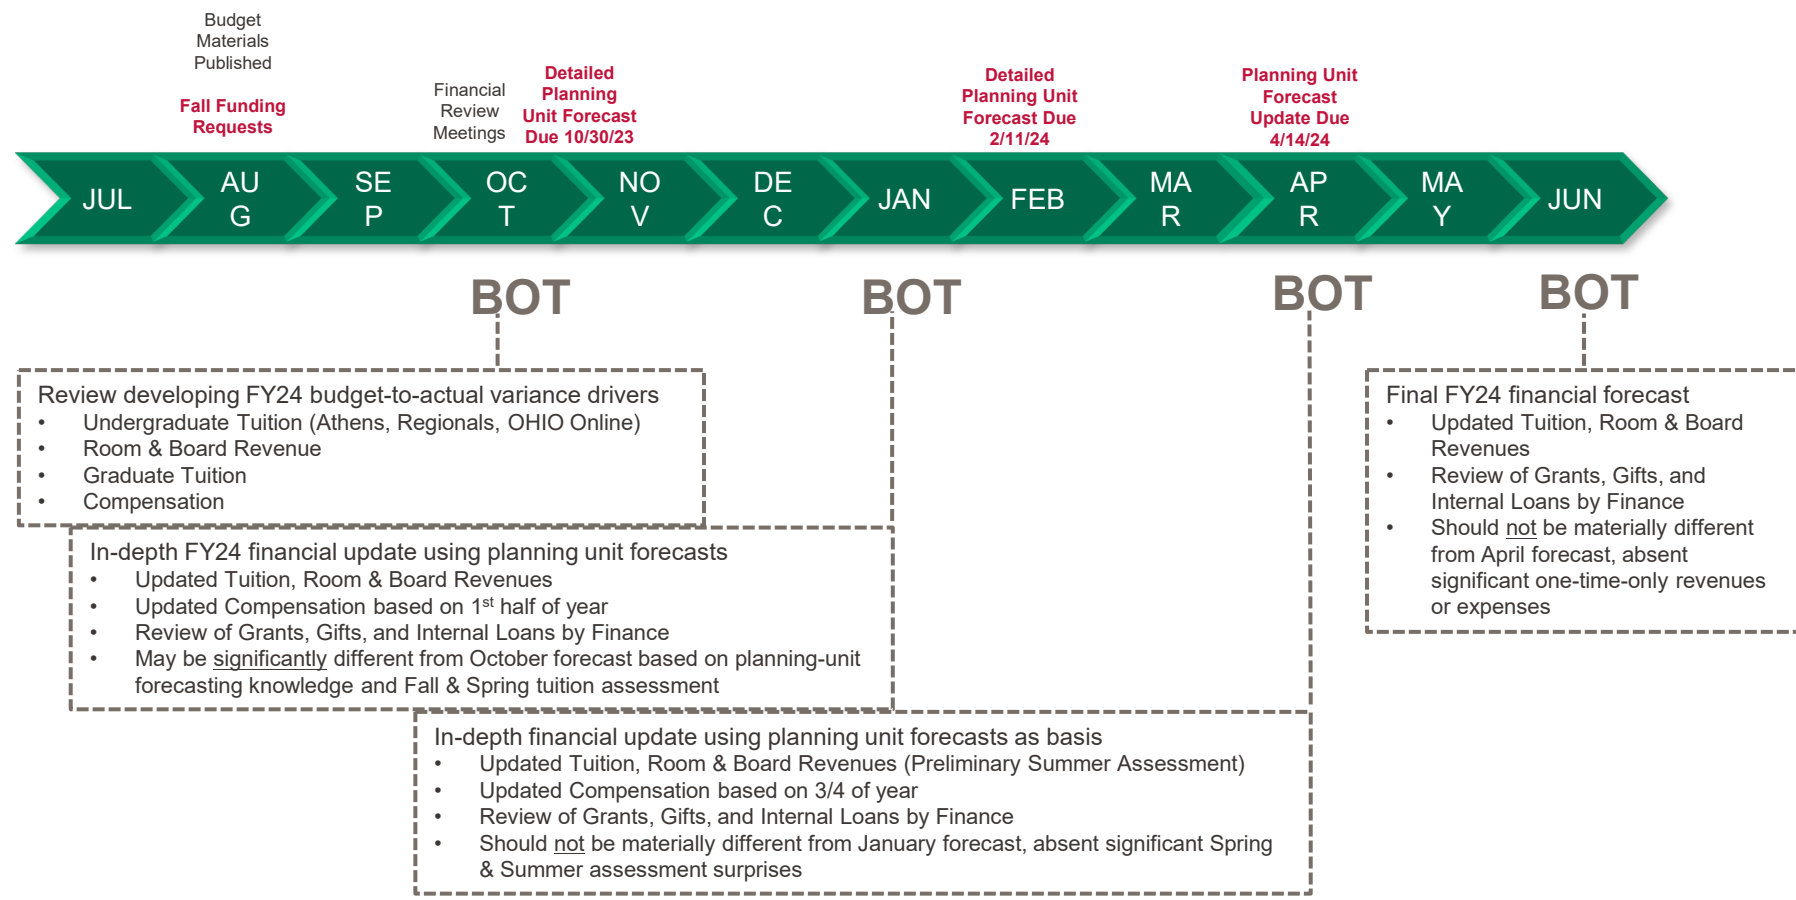 Budget
Materials
Published
Fall Funding
Requests
Financial
Review
Meetings
Detailed
Planning
Unit Forecast
Due 10/30/23
Detailed
Planning Unit
Forecast Due
2/11/24
Planning Unit
Forecast
Update Due
4/14/24
JUL
AU
G
SE
P
OC
T
NO
V
DE
C
JAN
FEB
MA
R
AP
R
MA
Y
JUN
BOT
BOT
BOT
BOT
Review developing FY24 budget-to-actual variance drivers
• Undergraduate Tuition (Athens, Regionals, OHIO Online)
• Room & Board Revenue
• Graduate Tuition
• Compensation
In-depth FY24 financial update using planning unit forecasts
• Updated Tuition, Room & Board Revenues
• Updated Compensation based on 1st half of year
• Review of Grants, Gifts, and Internal Loans by Finance
• May be significantly different from October forecast based on planning-unit
forecasting knowledge and Fall & Spring tuition assessment
In-depth financial update using planning unit forecasts as basis
• Updated Tuition, Room & Board Revenues (Preliminary Summer Assessment)
• Updated Compensation based on 3/4 of year
• Review of Grants, Gifts, and Internal Loans by Finance
• Should not be materially different from January forecast, absent significant Spring
& Summer assessment surprises
Final FY24 financial forecast
• Updated Tuition, Room & Board
Revenues
• Review of Grants, Gifts, and
Internal Loans by Finance
• Should not be materially different
from April forecast, absent
significant one-time-only revenues
or expenses